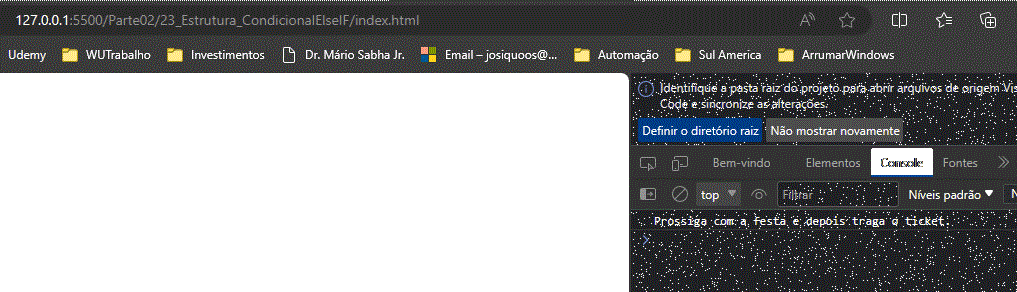 127.0.0.1:5500/Parte02/23_Estrutura_CondicionalElseIF/index.html
Udemy WUTrabalho Investimentos Dr. Mário Sabha Jr. Email – josiquoos@... Automação Sul America ArrumarWindows
Identifique a pasta raiz do projeto para abrir arquivos de origem Vis
Code e sincronize as alterações.
Definir o diretório raiz Não mostrar novamente
Bem-vindo Elementos Console Fontes
top Filtrar Níveis padrão N
Prossiga com a festa e depois traga o ticket.